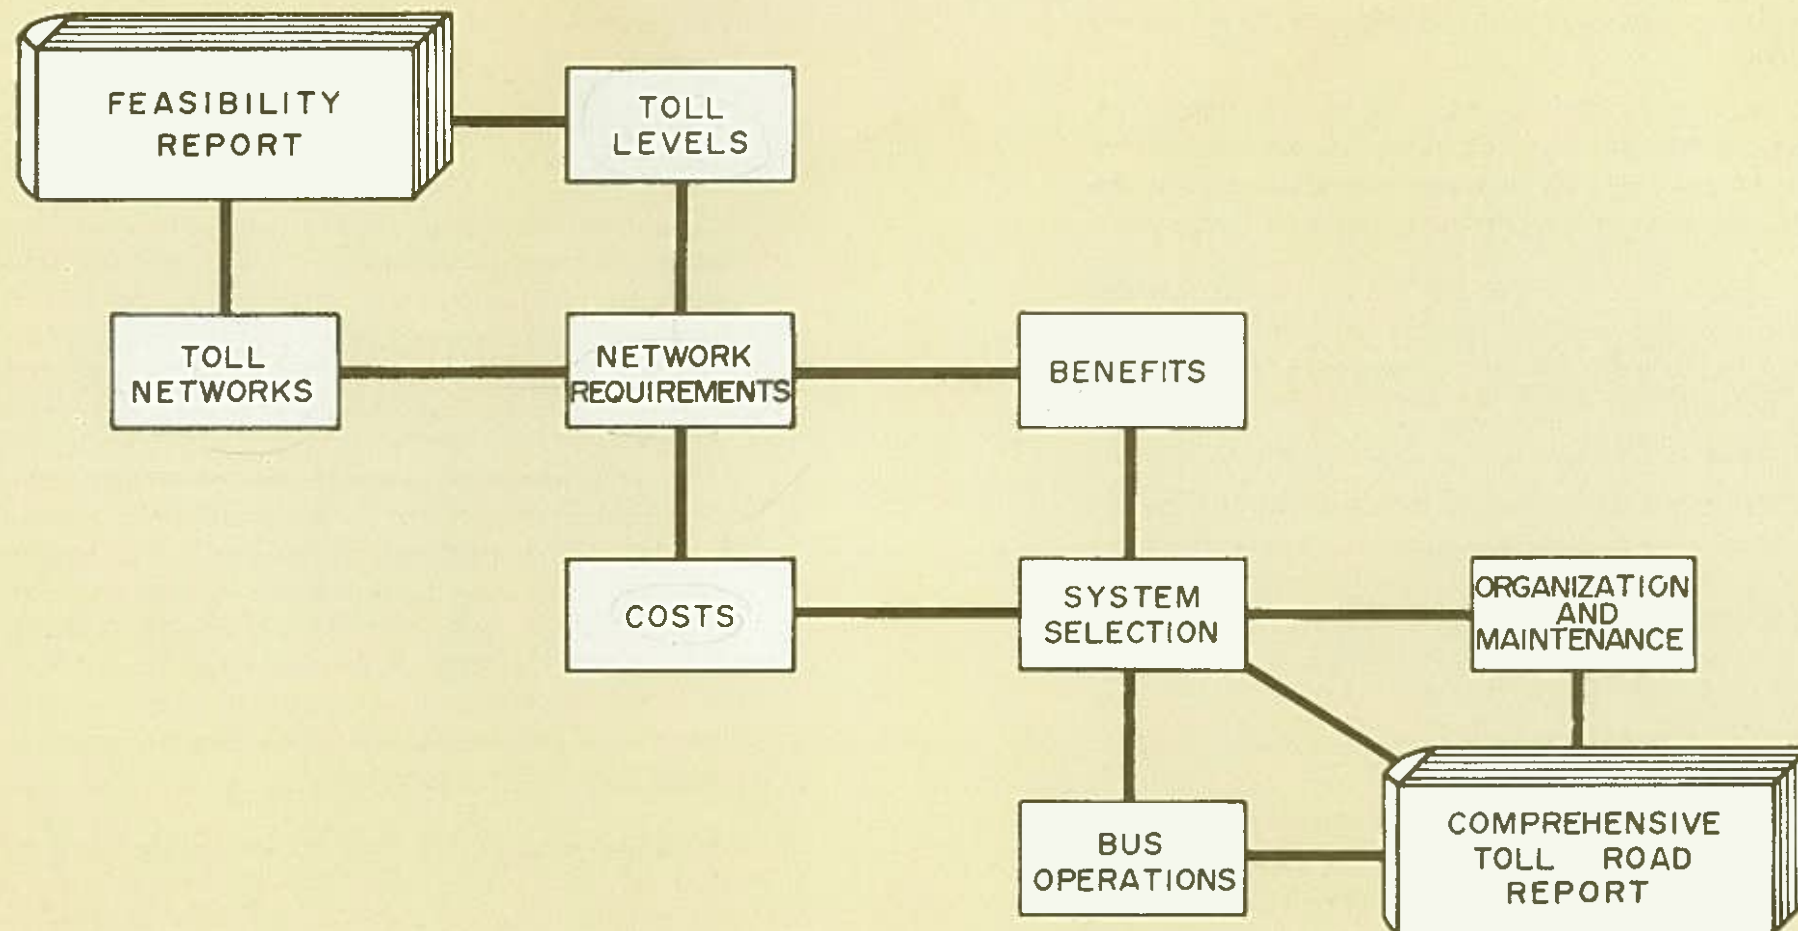 FEASIBILITY
REPORT
TOLL
LEVELS
TOLL
NETWORKS
NETWORK
REQUIREMENTS
BENEFITS
COSTS
SYSTEM
SELECTION
ORGANIZATION
AND
MAINTENANCE
BUS
OPERATIONS
COMPREHENSIVE
TOLL ROAD
REPORT